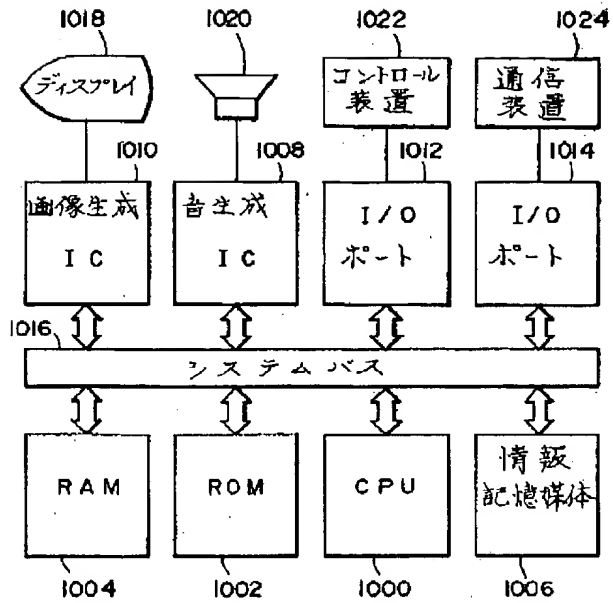 1018
1020
1022
1024
ディスプレイ
コントロール
装置
通信
装置
1010
1008
1012
1014
画像生成
IC
音生成
IC
I/O
ポート
I/O
ポート
1016
システムバス
RAM
ROM
CPU
情報
記憶媒体
1004
1002
1000
1006